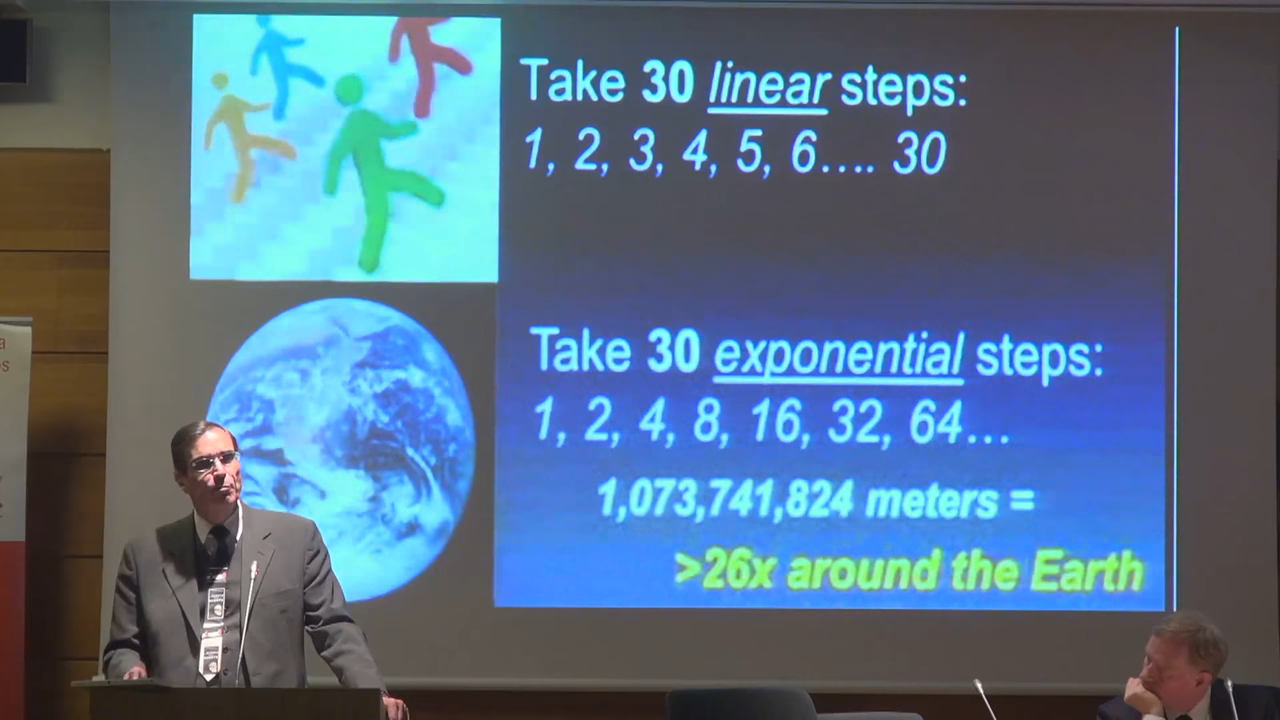 Take 30 linear steps:
1, 2, 3, 4, 5, 6.... 30
Take 30 exponential steps:
1, 2, 4, 8, 16, 32, 64...
1,073,741,824 meters =
>26x around the Earth